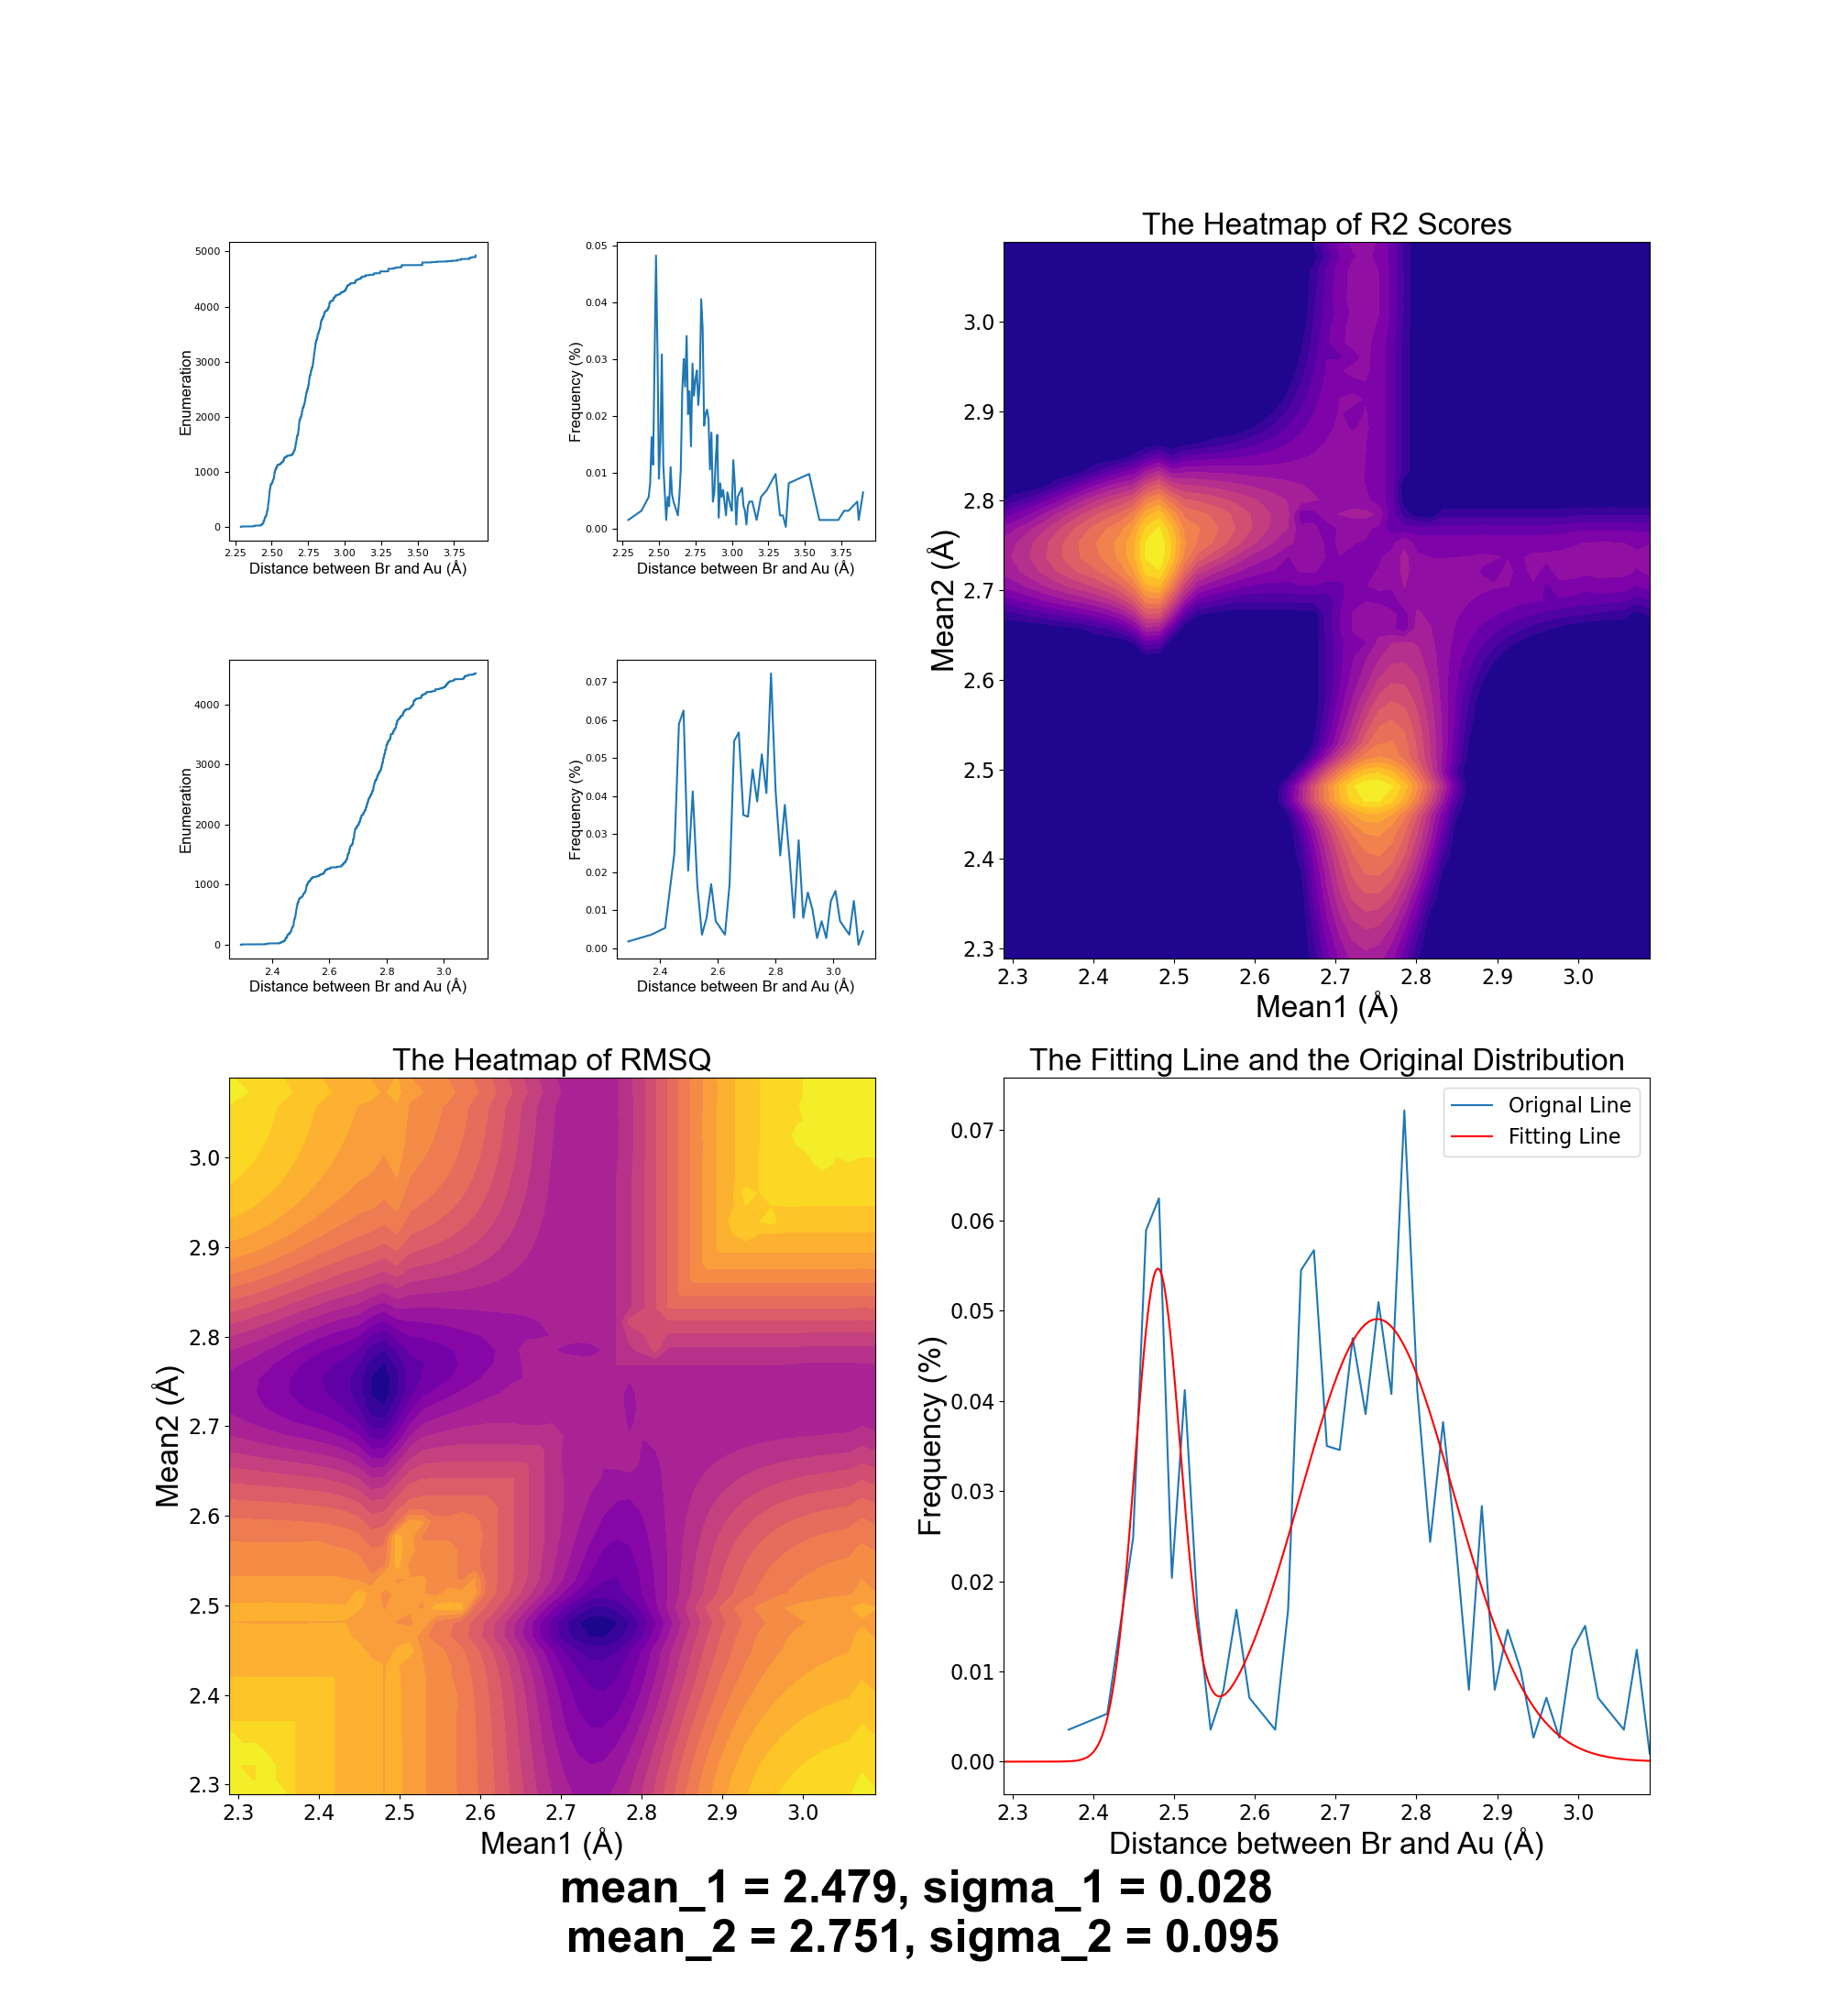 5000
4000
3000
2000
1000
0
Enumeration
2.25 2.50 2.75 3.00 3.25 3.50 3.75
Distance between Br and Au (Å)
0.05
0.04
0.03
0.02
0.01
0.00
Frequency (%)
2.25 2.50 2.75 3.00 3.25 3.50 3.75
Distance between Br and Au (Å)
The Heatmap of R2 Scores
3.0
2.9
2.8
2.7
2.6
2.5
2.4
2.3
Mean2 (Å)
2.3 2.4 2.5 2.6 2.7 2.8 2.9 3.0
Mean1 (Å)
4000
3000
2000
1000
0
Enumeration
2.4 2.6 2.8 3.0
Distance between Br and Au (Å)
0.07
0.06
0.05
0.04
0.03
0.02
0.01
0.00
Frequency (%)
2.4 2.6 2.8 3.0
Distance between Br and Au (Å)
The Heatmap of RMSQ
3.0
2.9
2.8
2.7
2.6
2.5
2.4
2.3
Mean2 (Å)
2.3 2.4 2.5 2.6 2.7 2.8 2.9 3.0
Mean1 (Å)
The Fitting Line and the Original Distribution
Orignal Line
Fitting Line
0.07
0.06
0.05
0.04
0.03
0.02
0.01
0.00
Frequency (%)
2.3 2.4 2.5 2.6 2.7 2.8 2.9 3.0
Distance between Br and Au (Å)
mean_1 = 2.479, sigma_1 = 0.028
mean_2 = 2.751, sigma_2 = 0.095